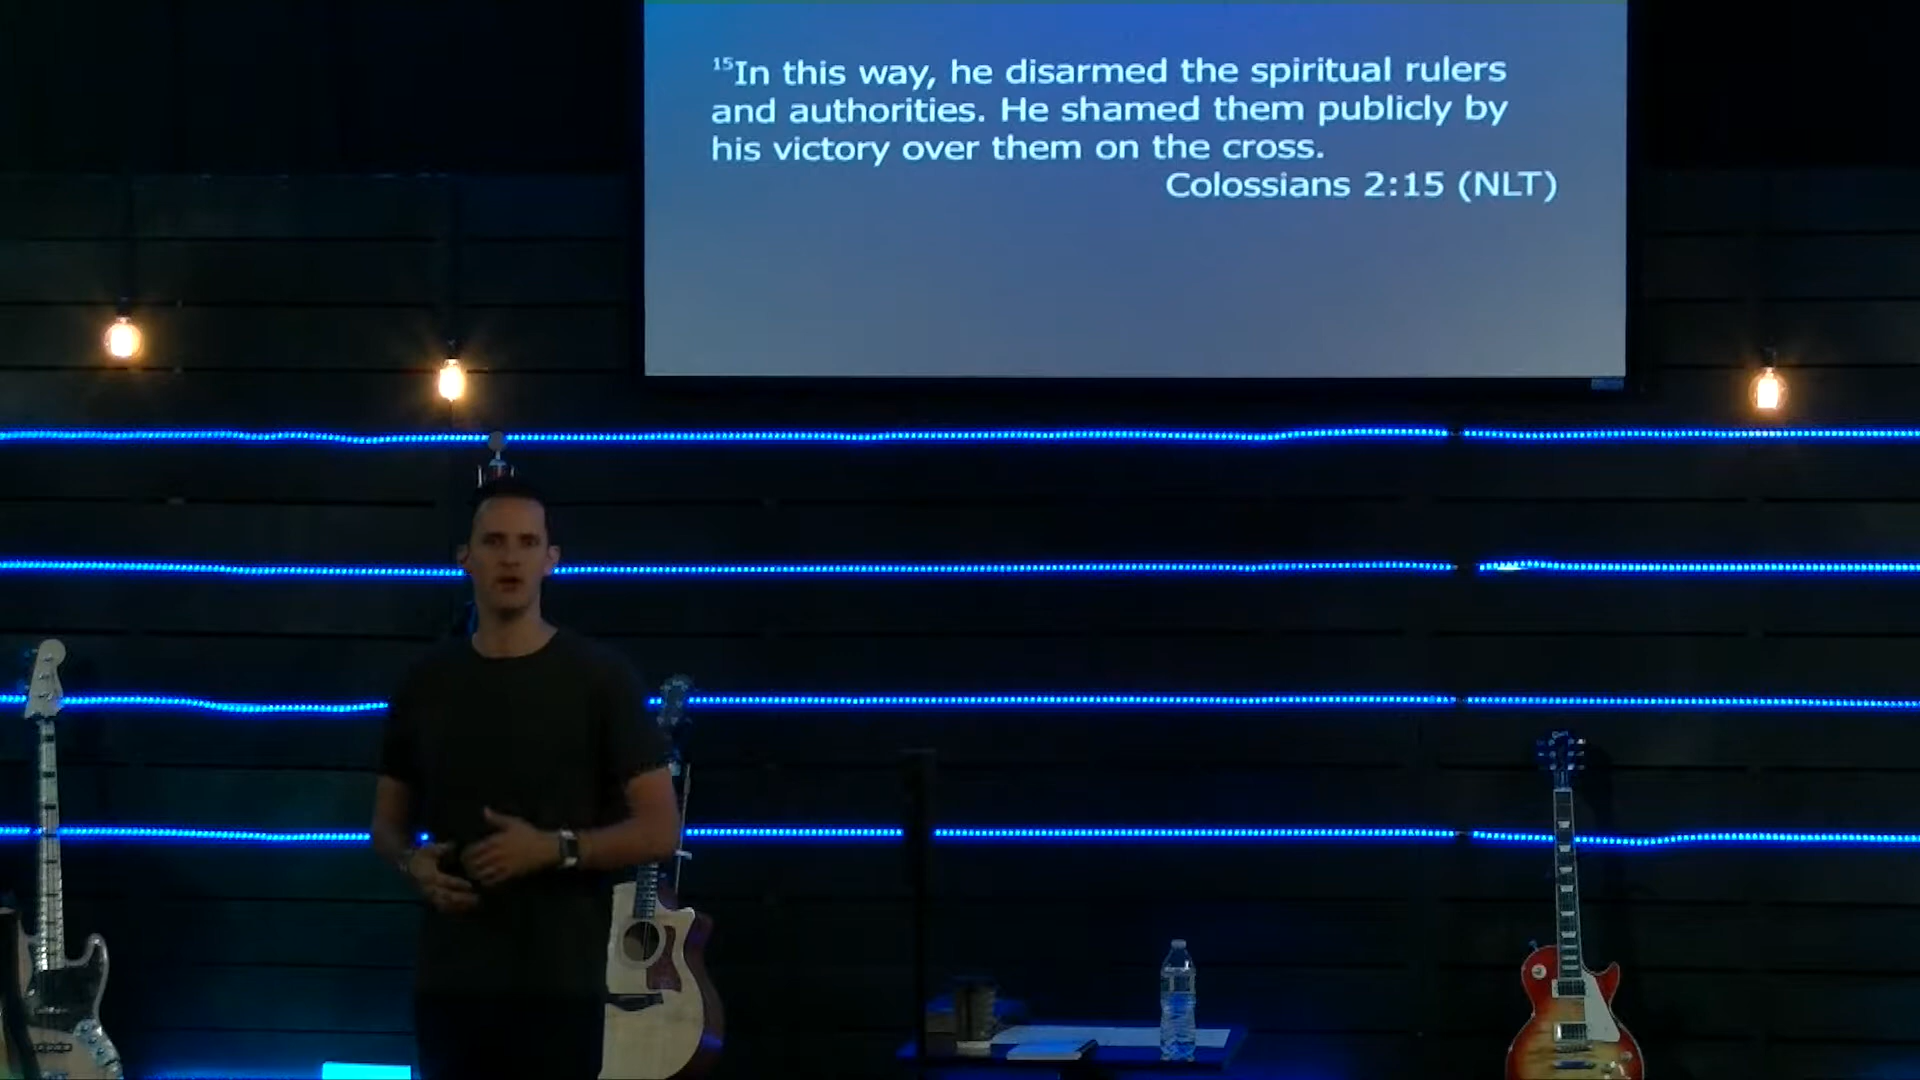 ¹⁵In this way, he disarmed the spiritual rulers
and authorities. He shamed them publicly by
his victory over them on the cross.
Colossians 2:15 (NLT)